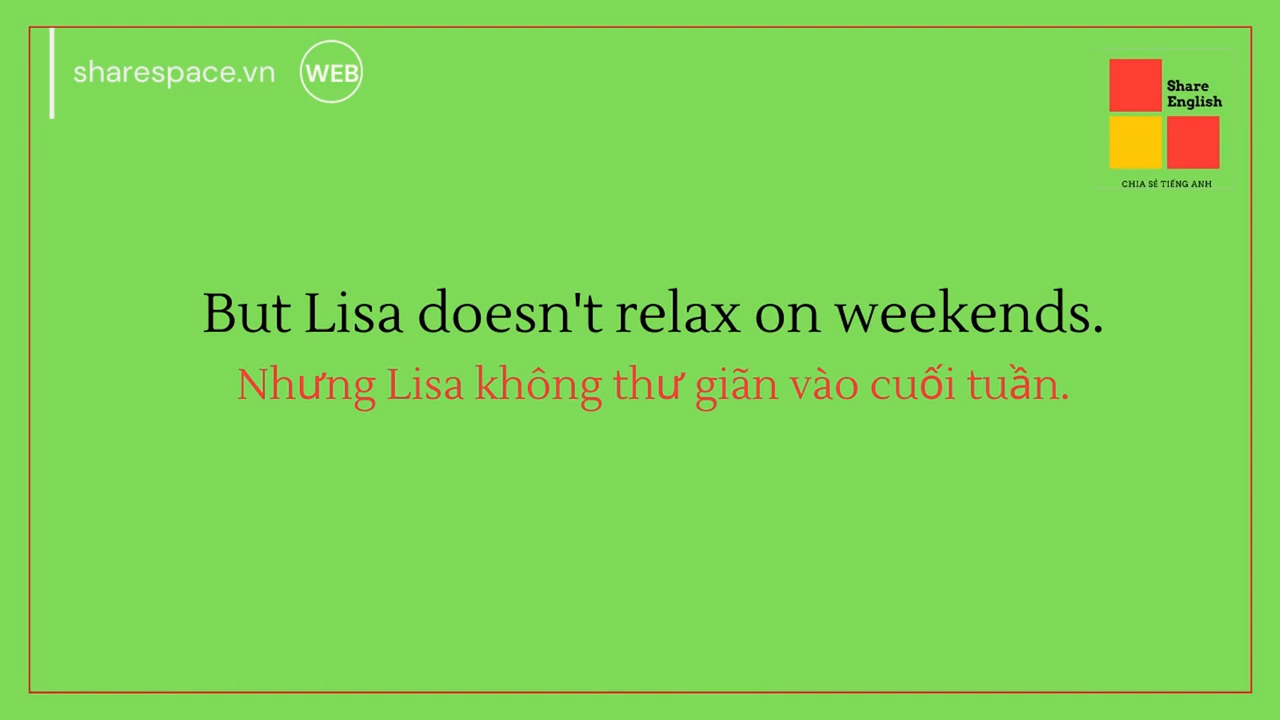 sharespace.vn WEB
Share
English
CHIA SẺ TIẾNG ANH
But Lisa doesn't relax on weekends.
Nhưng Lisa không thư giãn vào cuối tuần.